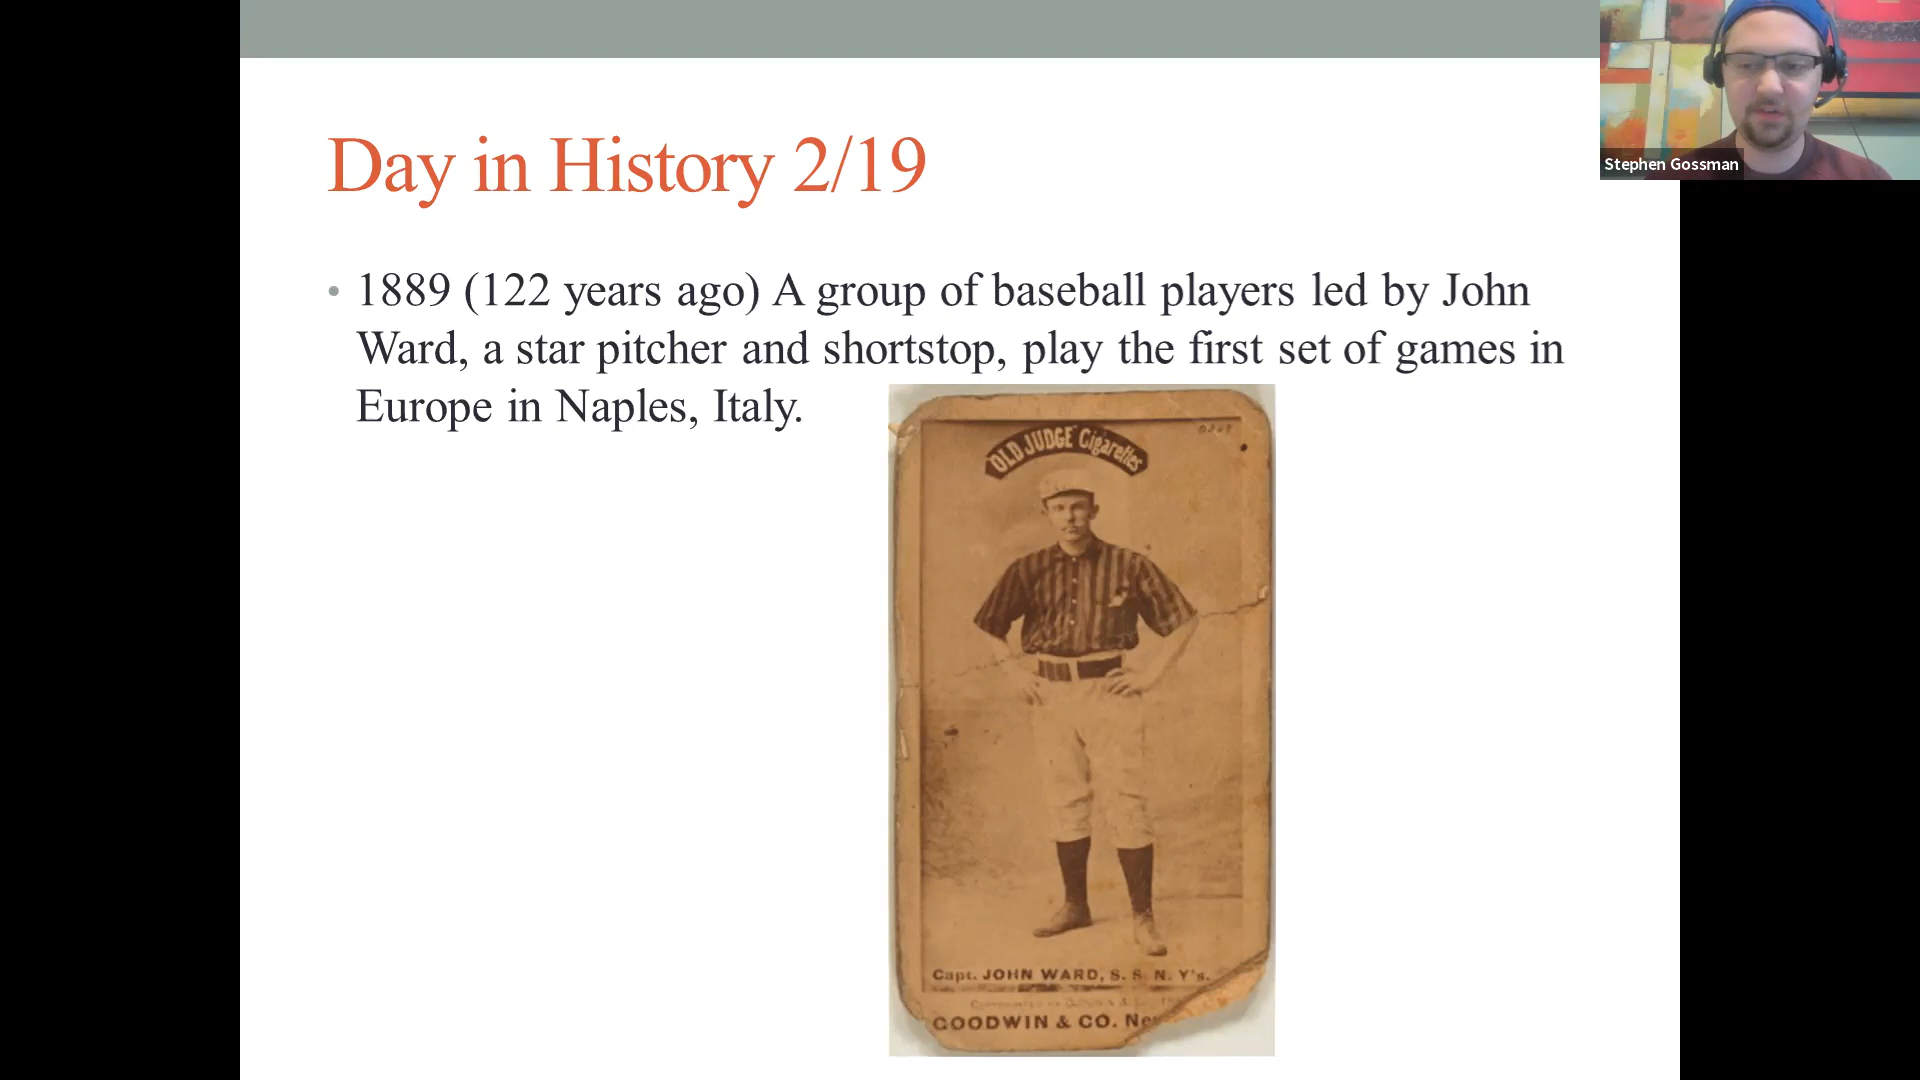 Stephen Gossman
Day in History 2/19
• 1889 (122 years ago) A group of baseball players led by John
Ward, a star pitcher and shortstop, play the first set of games in
Europe in Naples, Italy.
OLD JUDGE Cigarettes
Capt. JOHN WARD, S. S. N. Y's.
GOODWIN & CO.